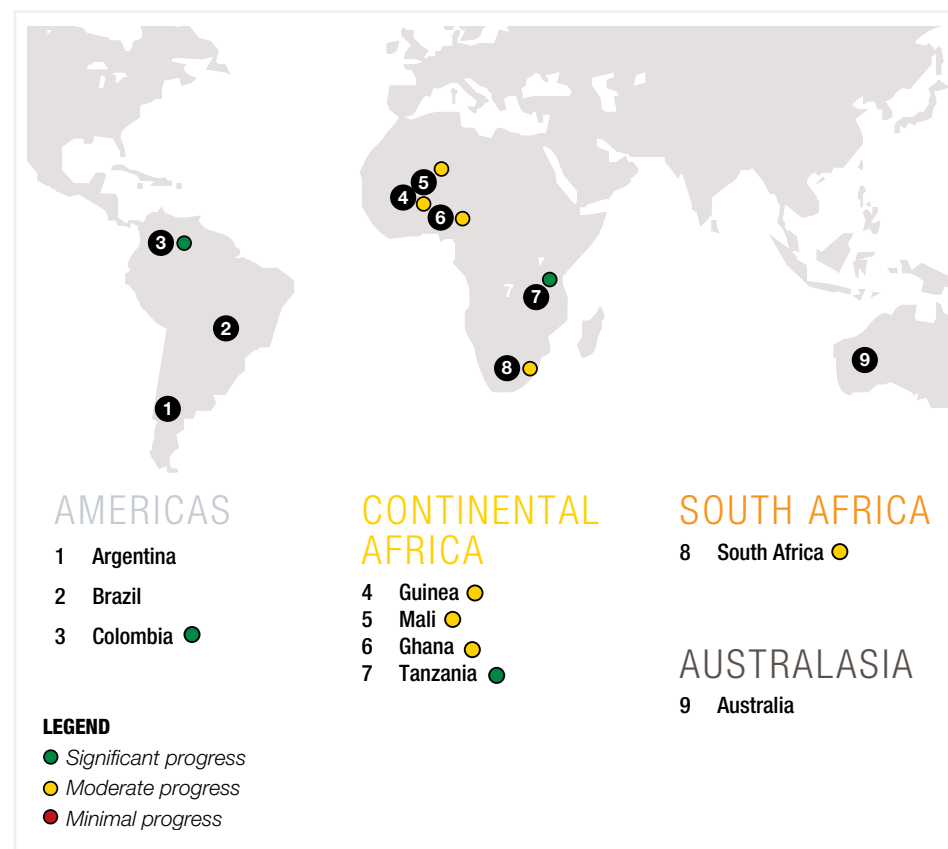 5
4
6
3
7
7
2
8
9
1
AMERICAS
1 Argentina
2 Brazil
3 Colombia
CONTINENTAL
AFRICA
4 Guinea
5 Mali
6 Ghana
7 Tanzania
SOUTH AFRICA
8 South Africa
AUSTRALASIA
9 Australia
LEGEND
Significant progress
Moderate progress
Minimal progress